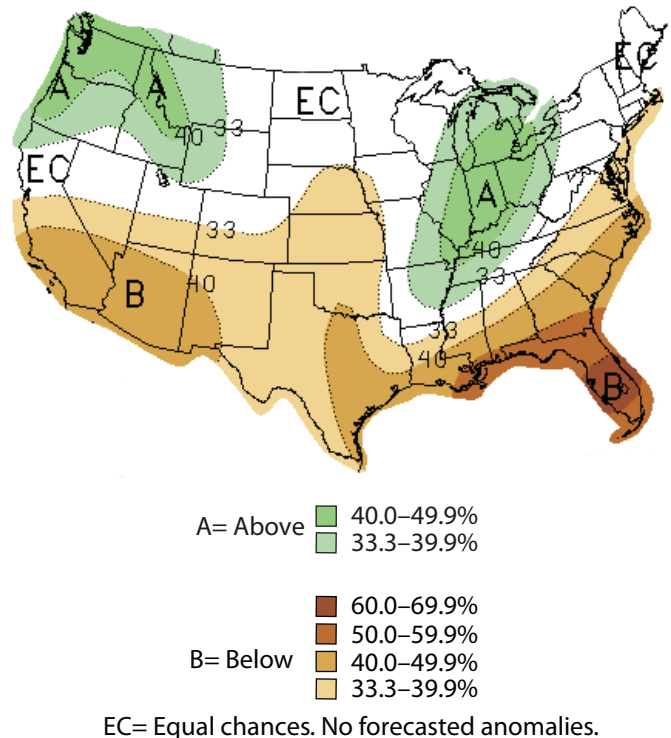 EC
A
A
EC
40
33
EC
A
33
40
B
40
33
33
40
B
A= Above
40.0–49.9%
33.3–39.9%
60.0–69.9%
50.0–59.9%
B= Below
40.0–49.9%
33.3–39.9%
EC= Equal chances. No forecasted anomalies.